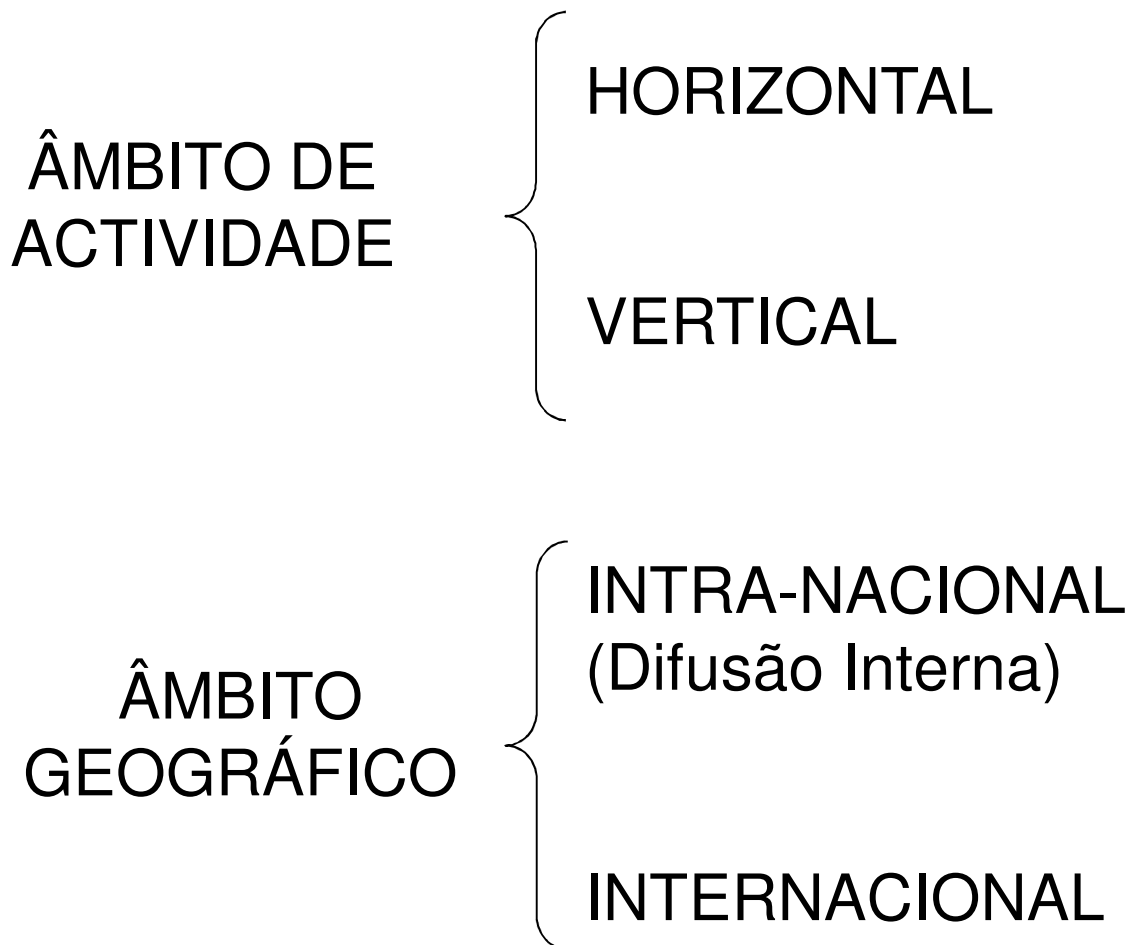 ÂMBITO DE
ACTIVIDADE
HORIZONTAL
VERTICAL
ÂMBITO
GEOGRÁFICO
INTRA-NACIONAL
(Difusão Interna)
INTERNACIONAL